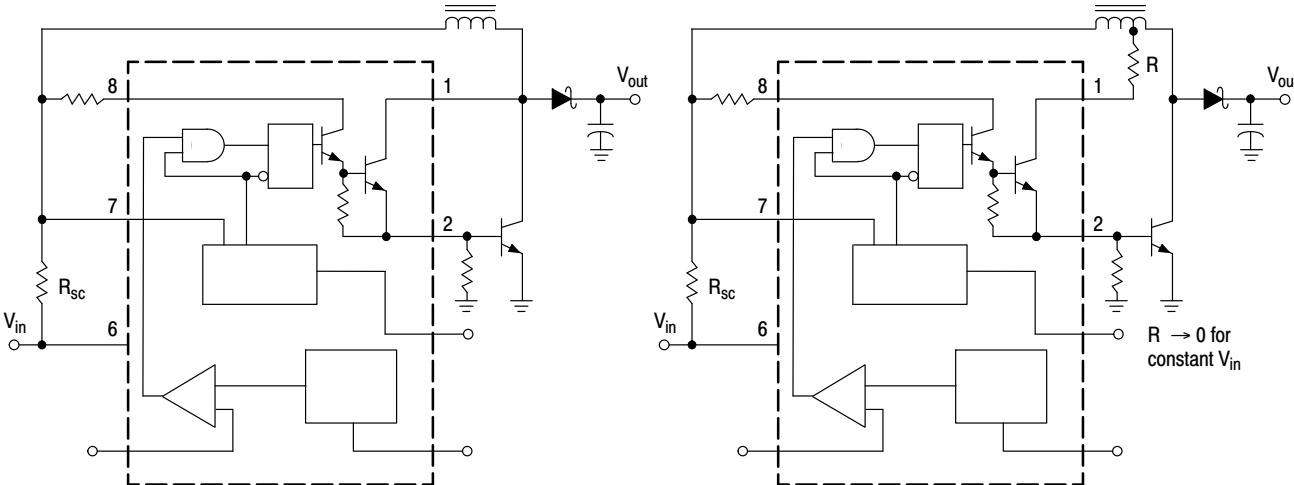 8
1
V_out
7
2
R_sc
V_in
6
R
8
1
V_ou
7
2
R_sc
V_in
6
R → 0 for
constant V_in